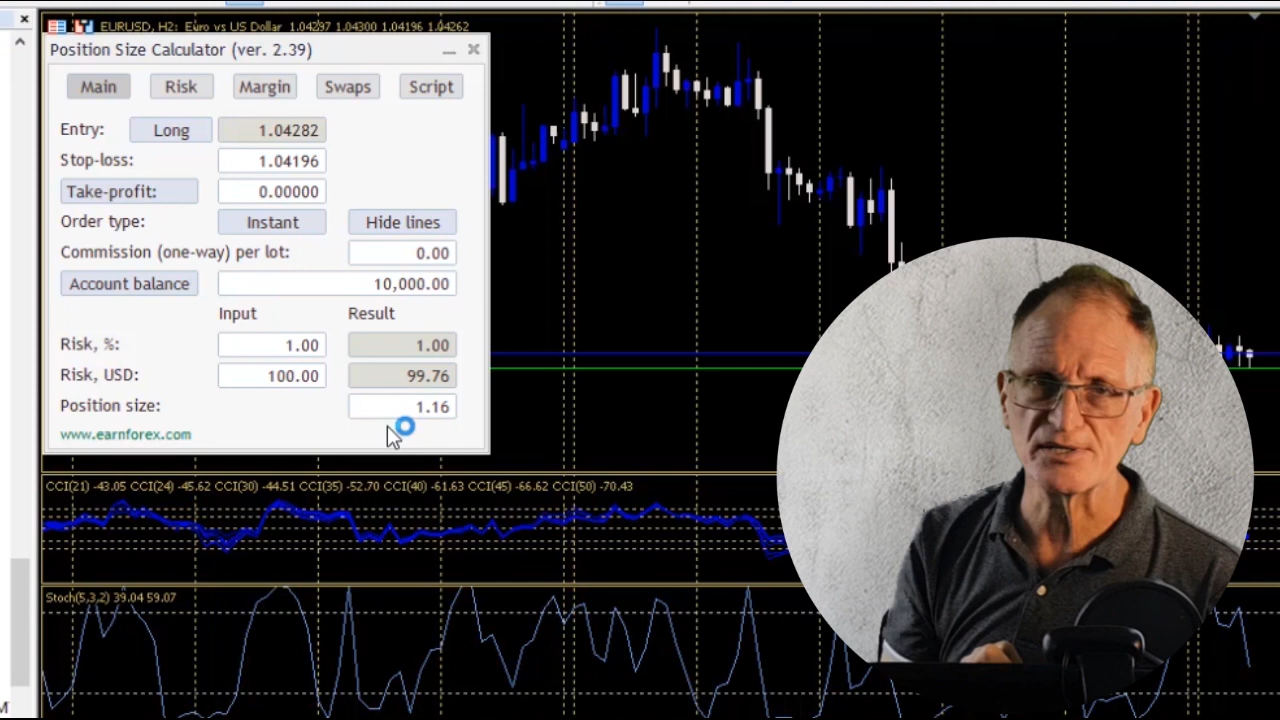 EURUSD, H2: Euro vs US Dollar 1.04297 1.04300 1.04196 1.04262
Position Size Calculator (ver. 2.39)
Main Risk Margin Swaps Script
Entry: Long 1.04282
Stop-loss: 1.04196
Take-profit: 0.00000
Order type: Instant Hide lines
Commission (one-way) per lot: 0.00
Account balance 10,000.00
Input Result
Risk, %: 1.00 1.00
Risk, USD: 100.00 99.76
Position size: 1.16
www.earnforex.com
CCI(21) -43.05 CCI(24) -45.62 CCI(30) -44.51 CCI(35) -52.70 CCI(40) -61.63 CCI(45) -66.62 CCI(50) -70.43
Stoch(5,3,2) 39.04 59.07
M